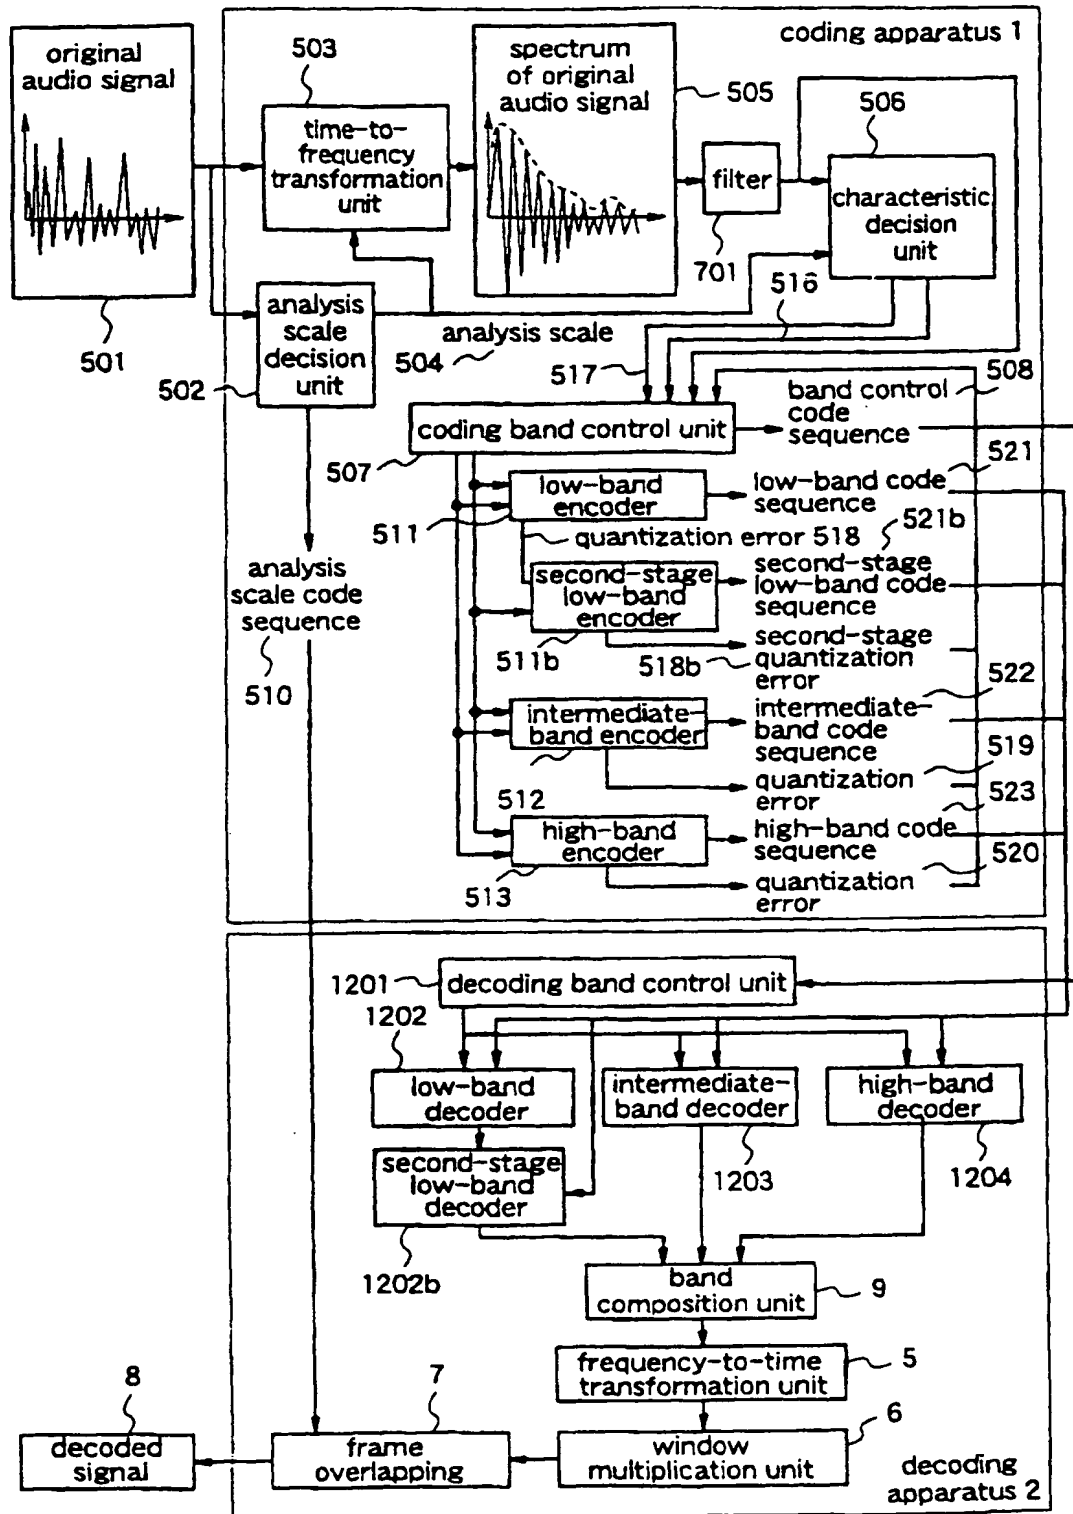 original
audio signal
501
coding apparatus 1
503
time-to-
frequency
transformation
unit
spectrum
of original
audio signal
505
filter
701
506
characteristic
decision
unit
analysis
scale
decision
unit
502
analysis scale
504
516
517
508
coding band control unit
507
band control
code
sequence
low-band
encoder
511
low-band code
sequence
521
quantization error 518
521b
second-stage
low-band
encoder
511b
second-stage
low-band code
sequence
518b
second-stage
quantization
error
analysis
scale code
sequence
510
intermediate-
band encoder
512
intermediate-
band code
sequence
522
quantization
error
519
high-band
encoder
513
high-band code
sequence
523
quantization
error
520
1201
decoding band control unit
1202
low-band
decoder
intermediate-
band decoder
1203
high-band
decoder
1204
second-stage
low-band
decoder
1202b
band
composition unit
9
frequency-to-time
transformation unit
5
window
multiplication unit
6
frame
overlapping
7
decoded
signal
8
decoding
apparatus 2